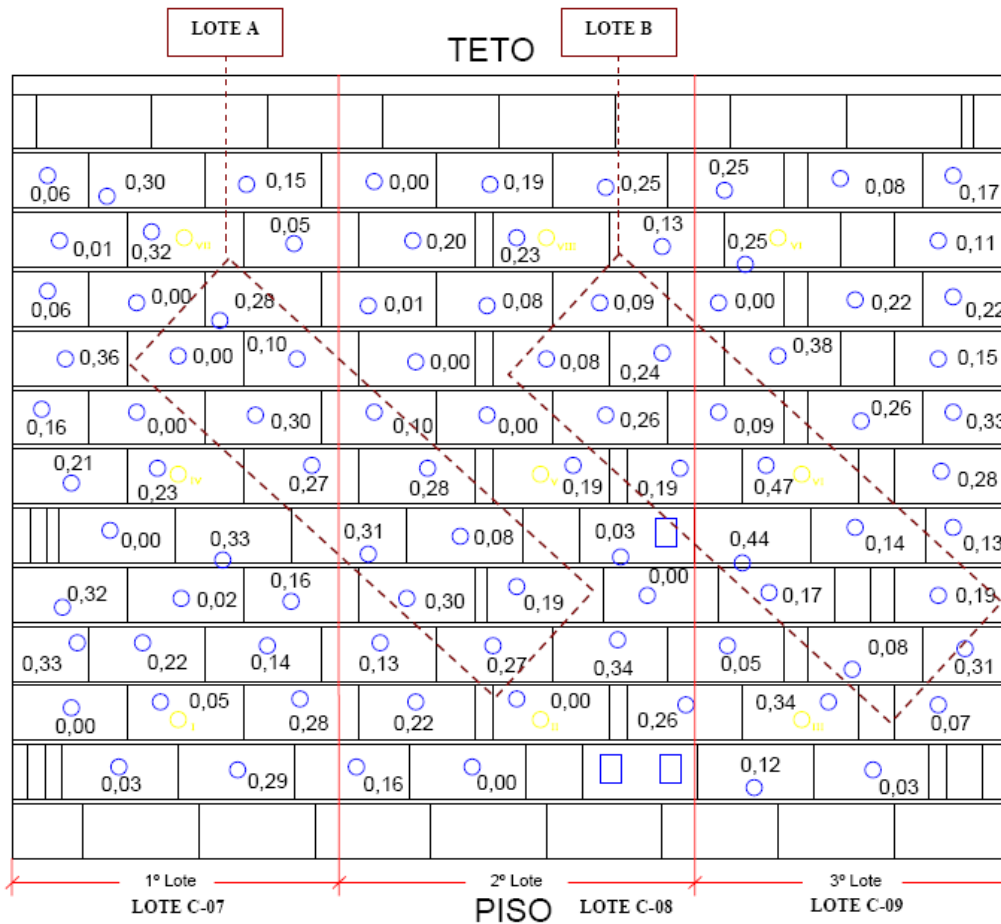 LOTE A
LOTE B
TETO
0,06 0,30 0,15 0,00 0,19 0,25 0,25 0,08 0,17
0,01 0,32 VII 0,05 0,20 0,23 VIII 0,13 0,25 VI 0,11
0,06 0,00 0,28 0,01 0,08 0,09 0,00 0,22 0,22
0,36 0,00 0,10 0,00 0,08 0,24 0,38 0,15
0,16 0,00 0,30 0,10 0,00 0,26 0,09 0,26 0,33
0,21 0,23 IV 0,27 0,28 V 0,19 0,19 0,47 VI 0,28
0,00 0,33 0,31 0,08 0,03 0,44 0,14 0,13
0,32 0,02 0,16 0,30 0,19 0,00 0,17 0,19
0,33 0,22 0,14 0,13 0,27 0,34 0,05 0,08 0,31
0,00 0,05 I 0,28 0,22 II 0,00 0,26 0,34 III 0,07
0,03 0,29 0,16 0,00 0,12 0,03
1º Lote 2º Lote 3º Lote
LOTE C-07 PISO LOTE C-08 LOTE C-09